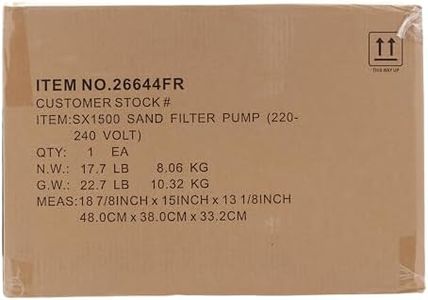 THIS WAY UP
ITEM NO.26644FR
CUSTOMER STOCK#
ITEM:SX1500 SAND FILTER PUMP (220-
240 VOLT)
QTY: 1 EA
N.W.: 17.7 LB 8.06 KG
G.W.: 22.7 LB 10.32 KG
MEAS:18 7/8INCH x 15INCH x 13 1/8INCH
48.0CM x 38.0CM x 33.2CM